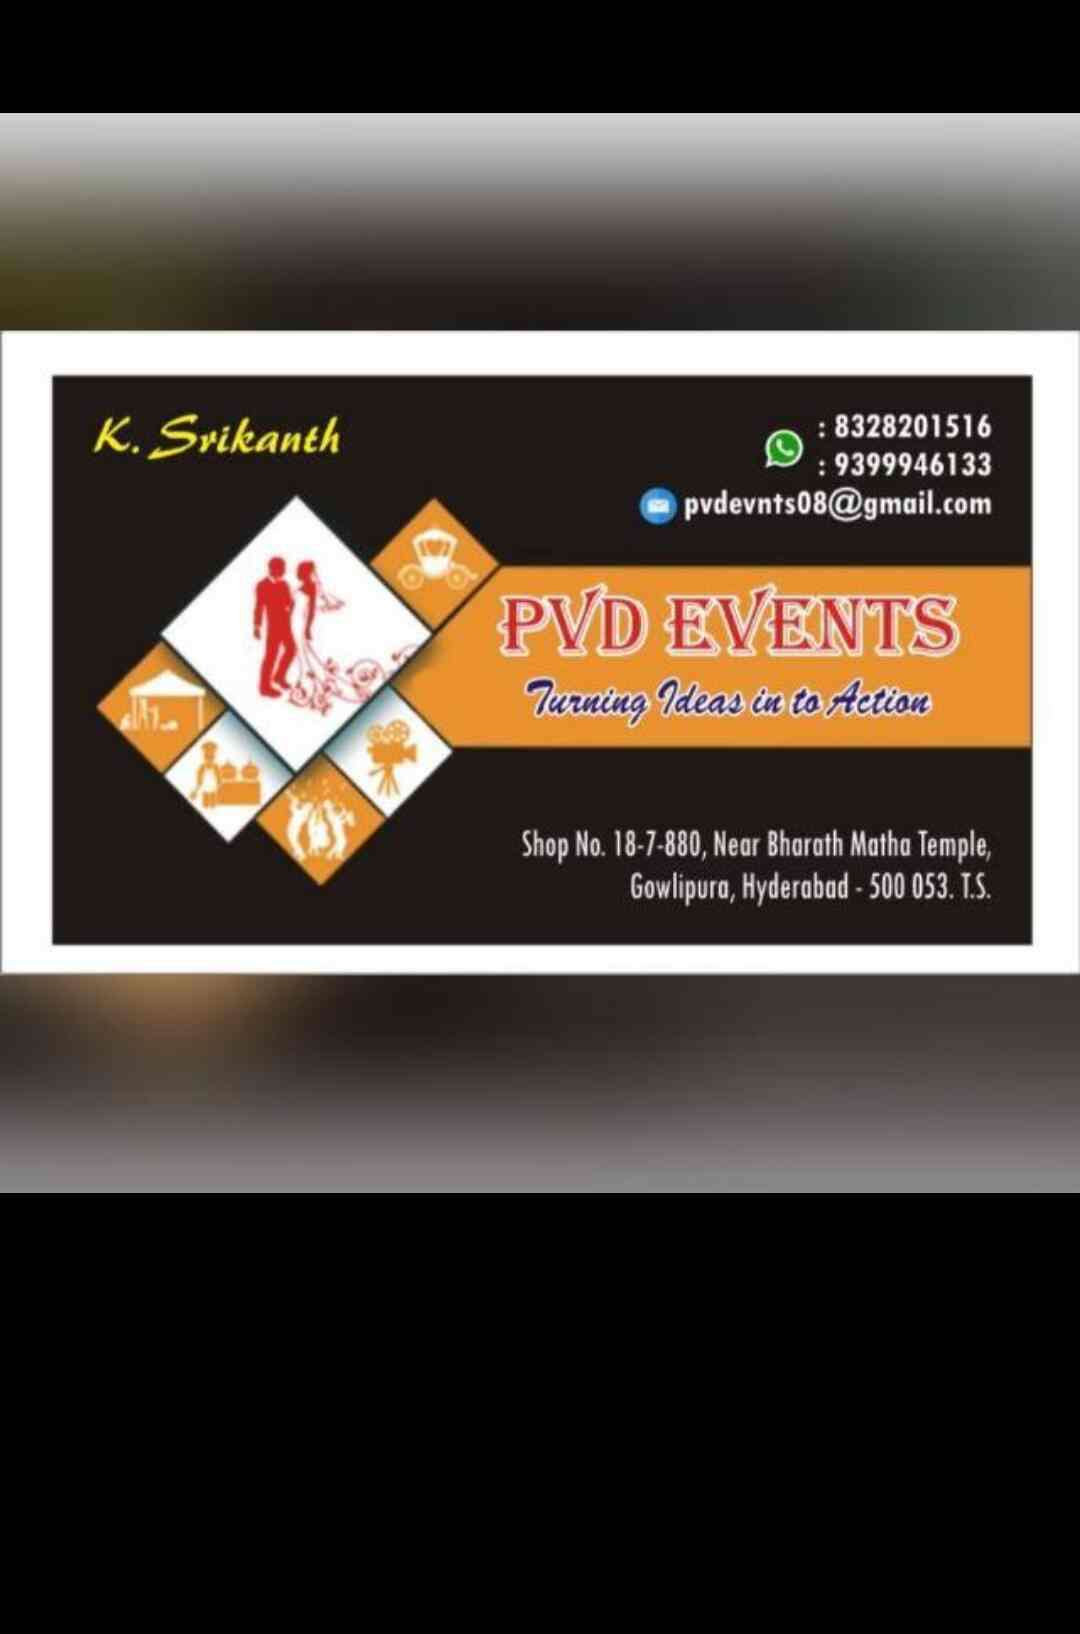 K. Srikanth
: 8328201516
: 9399946133
pvdevnts08@gmail.com
PVD EVENTS
Turning Ideas in to Action
Shop No. 18-7-880, Near Bharath Matha Temple,
Gowlipura, Hyderabad - 500 053. T.S.